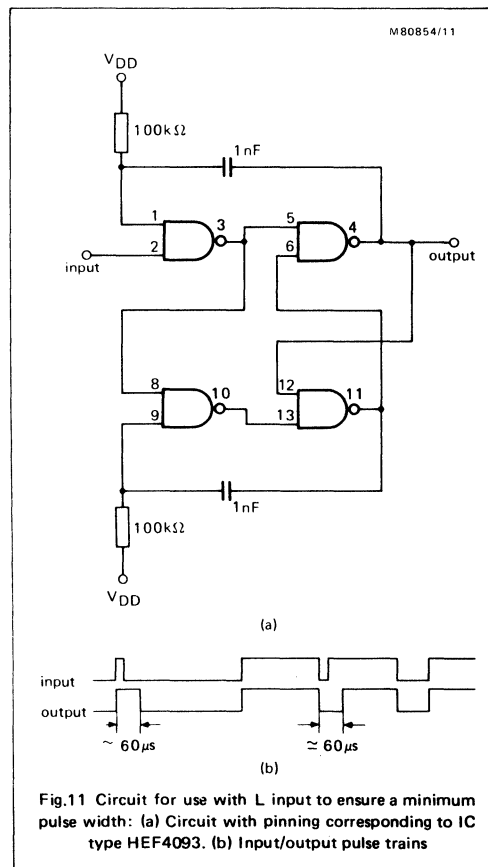 M80854/11
VDD
100kΩ
1nF
1
2
3
5
6
4
input
output
8
9
10
12
13
11
1nF
100kΩ
VDD
(a)
input
output
~ 60μs
≃ 60μs
(b)
Fig.11 Circuit for use with L input to ensure a minimum
pulse width: (a) Circuit with pinning corresponding to IC
type HEF4093. (b) Input/output pulse trains